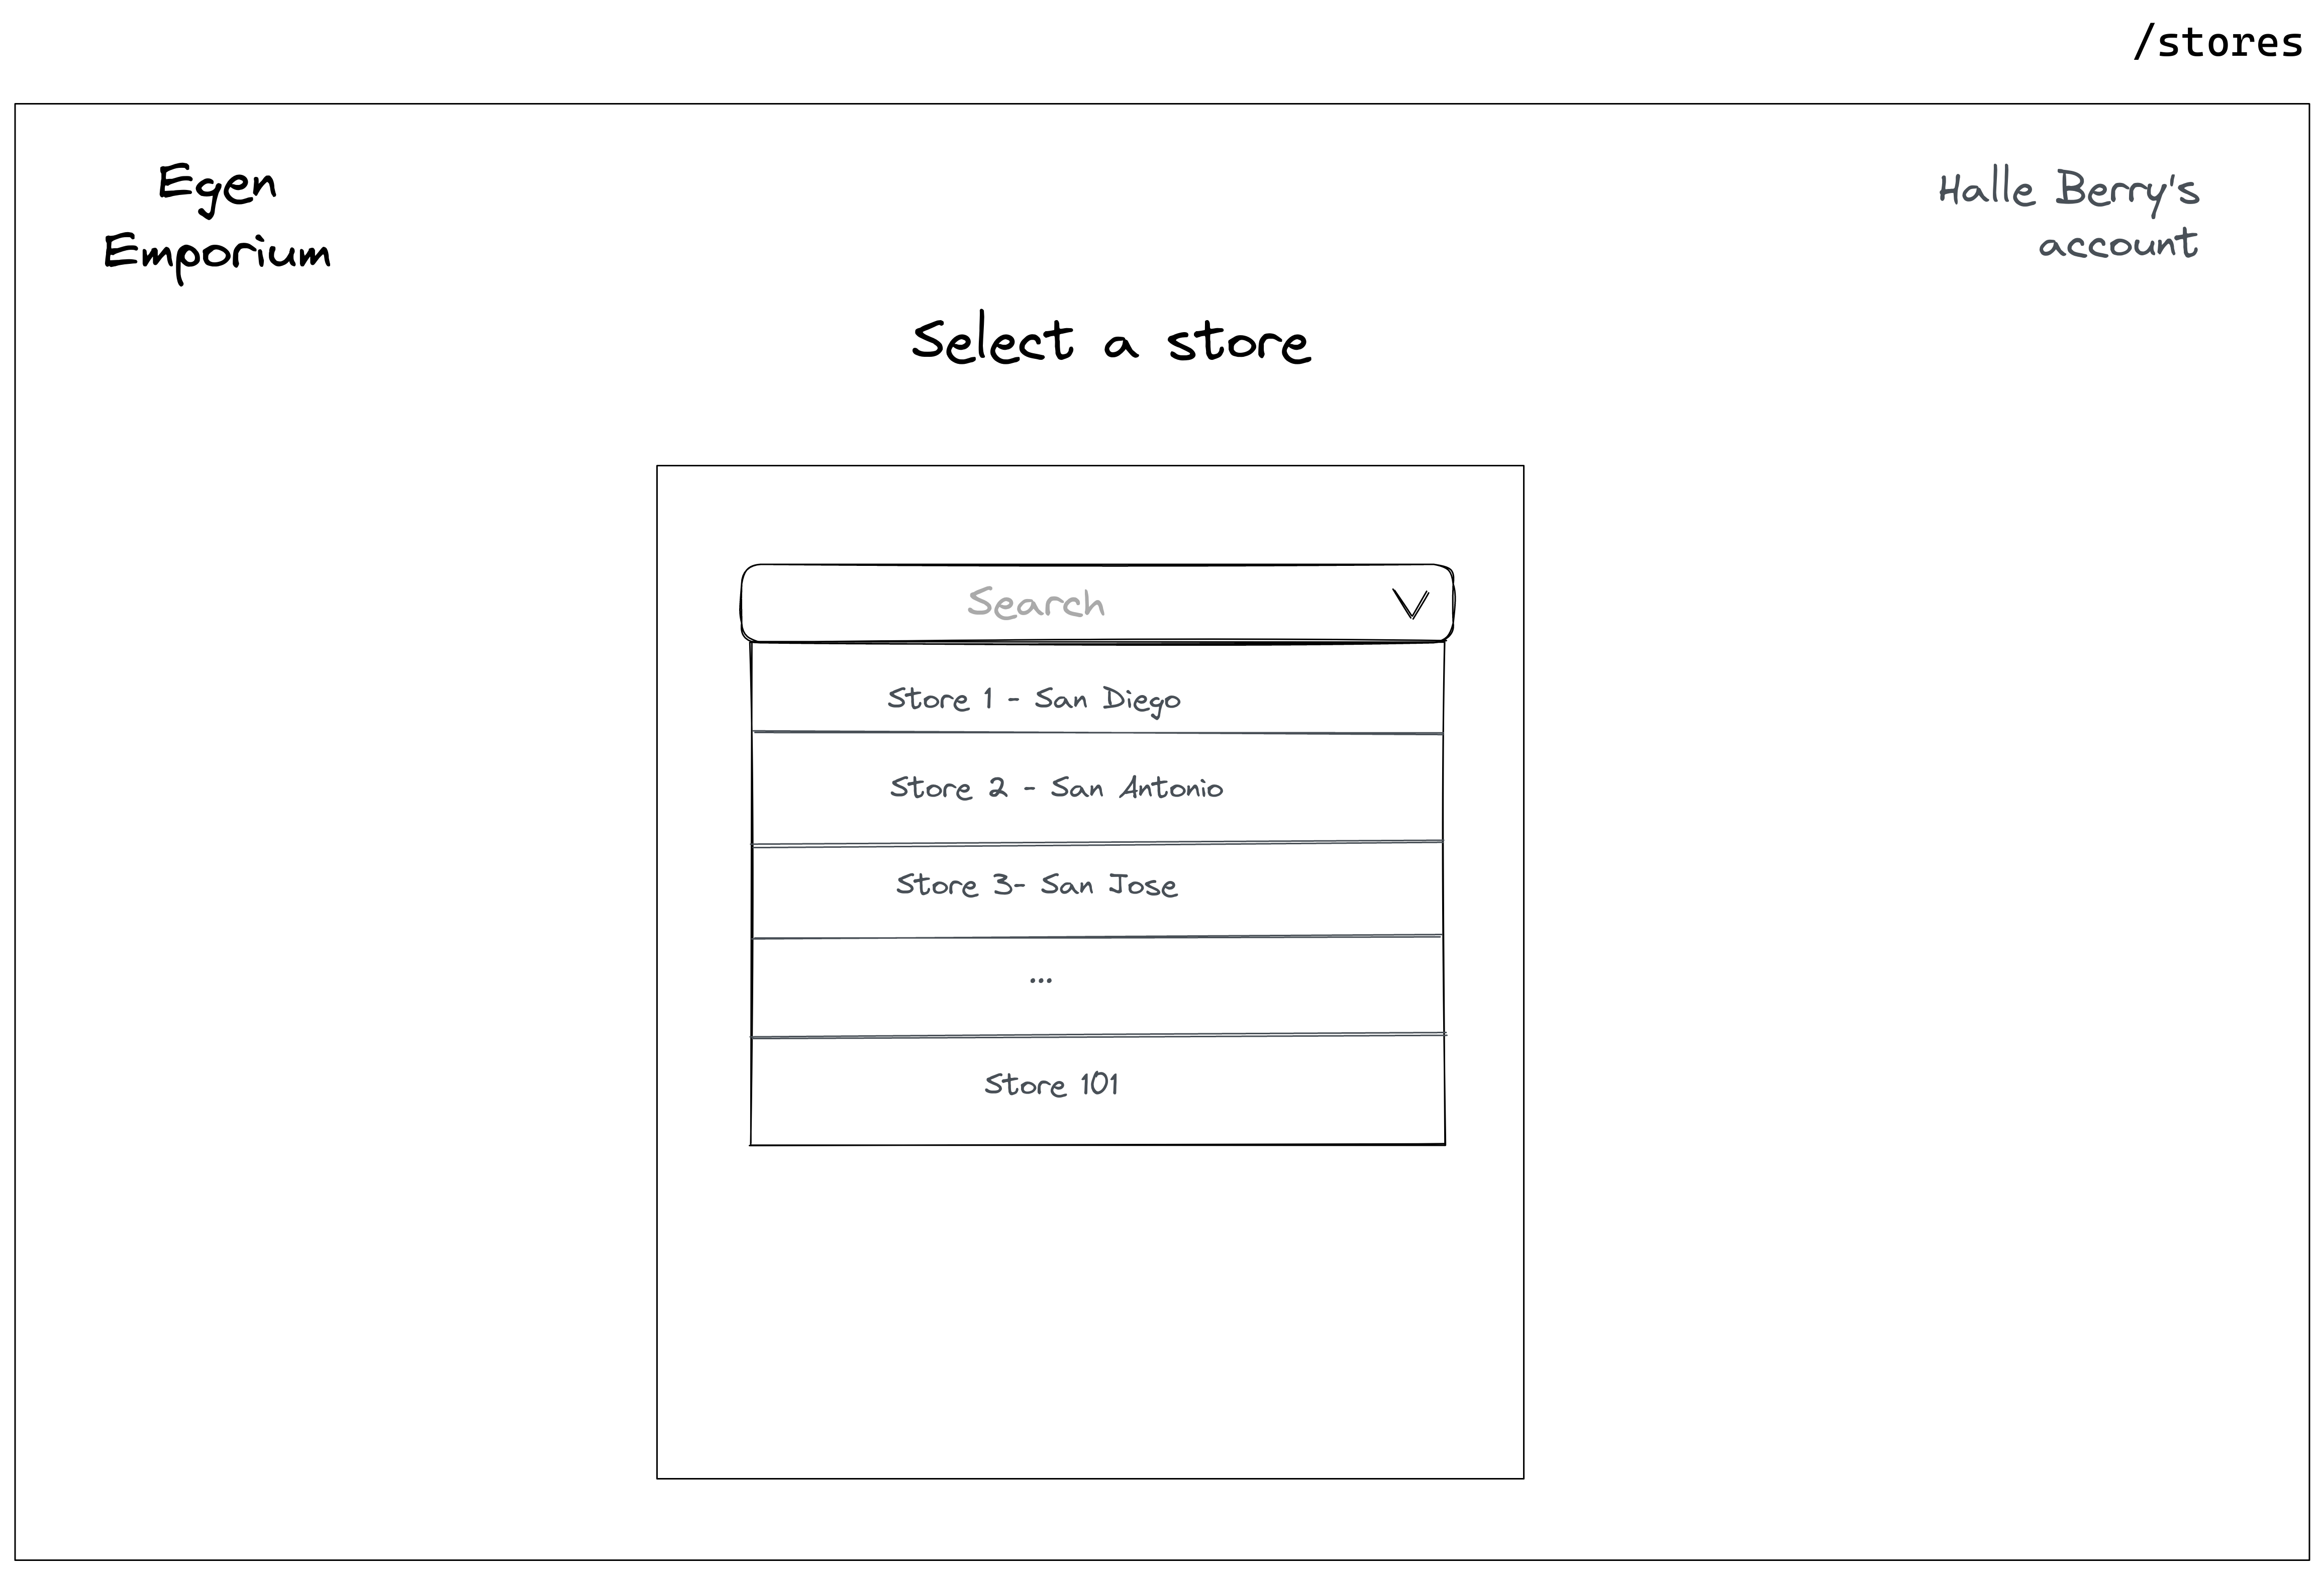 /stores
Egen
Emporium
Halle Berry's
account
Select a store
Search
Store 1 - San Diego
Store 2 - San Antonio
Store 3- San Jose
...
Store 101